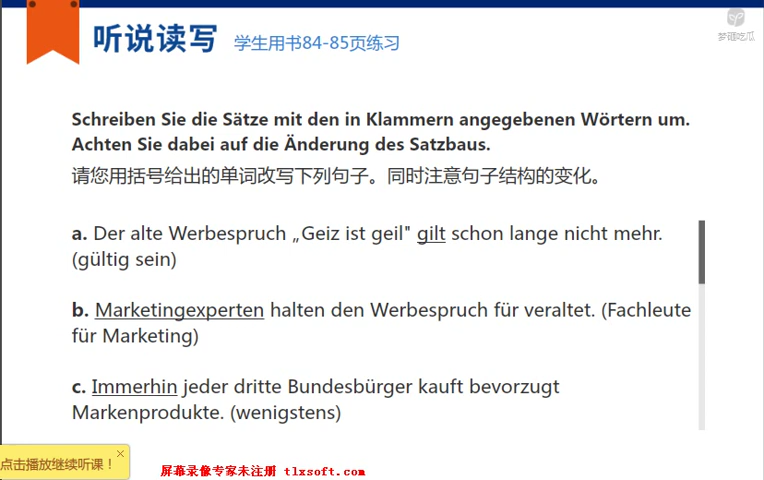 听说读写 学生用书84-85页练习
梦砸吃瓜
Schreiben Sie die Sätze mit den in Klammern angegebenen Wörtern um.
Achten Sie dabei auf die Änderung des Satzbaus.
请您用括号给出的单词改写下列句子。同时注意句子结构的变化。
a. Der alte Werbespruch „Geiz ist geil" gilt schon lange nicht mehr.
(gültig sein)
b. Marketingexperten halten den Werbespruch für veraltet. (Fachleute
für Marketing)
c. Immerhin jeder dritte Bundesbürger kauft bevorzugt
Markenprodukte. (wenigstens)
点击播放继续听课！
屏幕录像专家未注册 tlxsoft.com